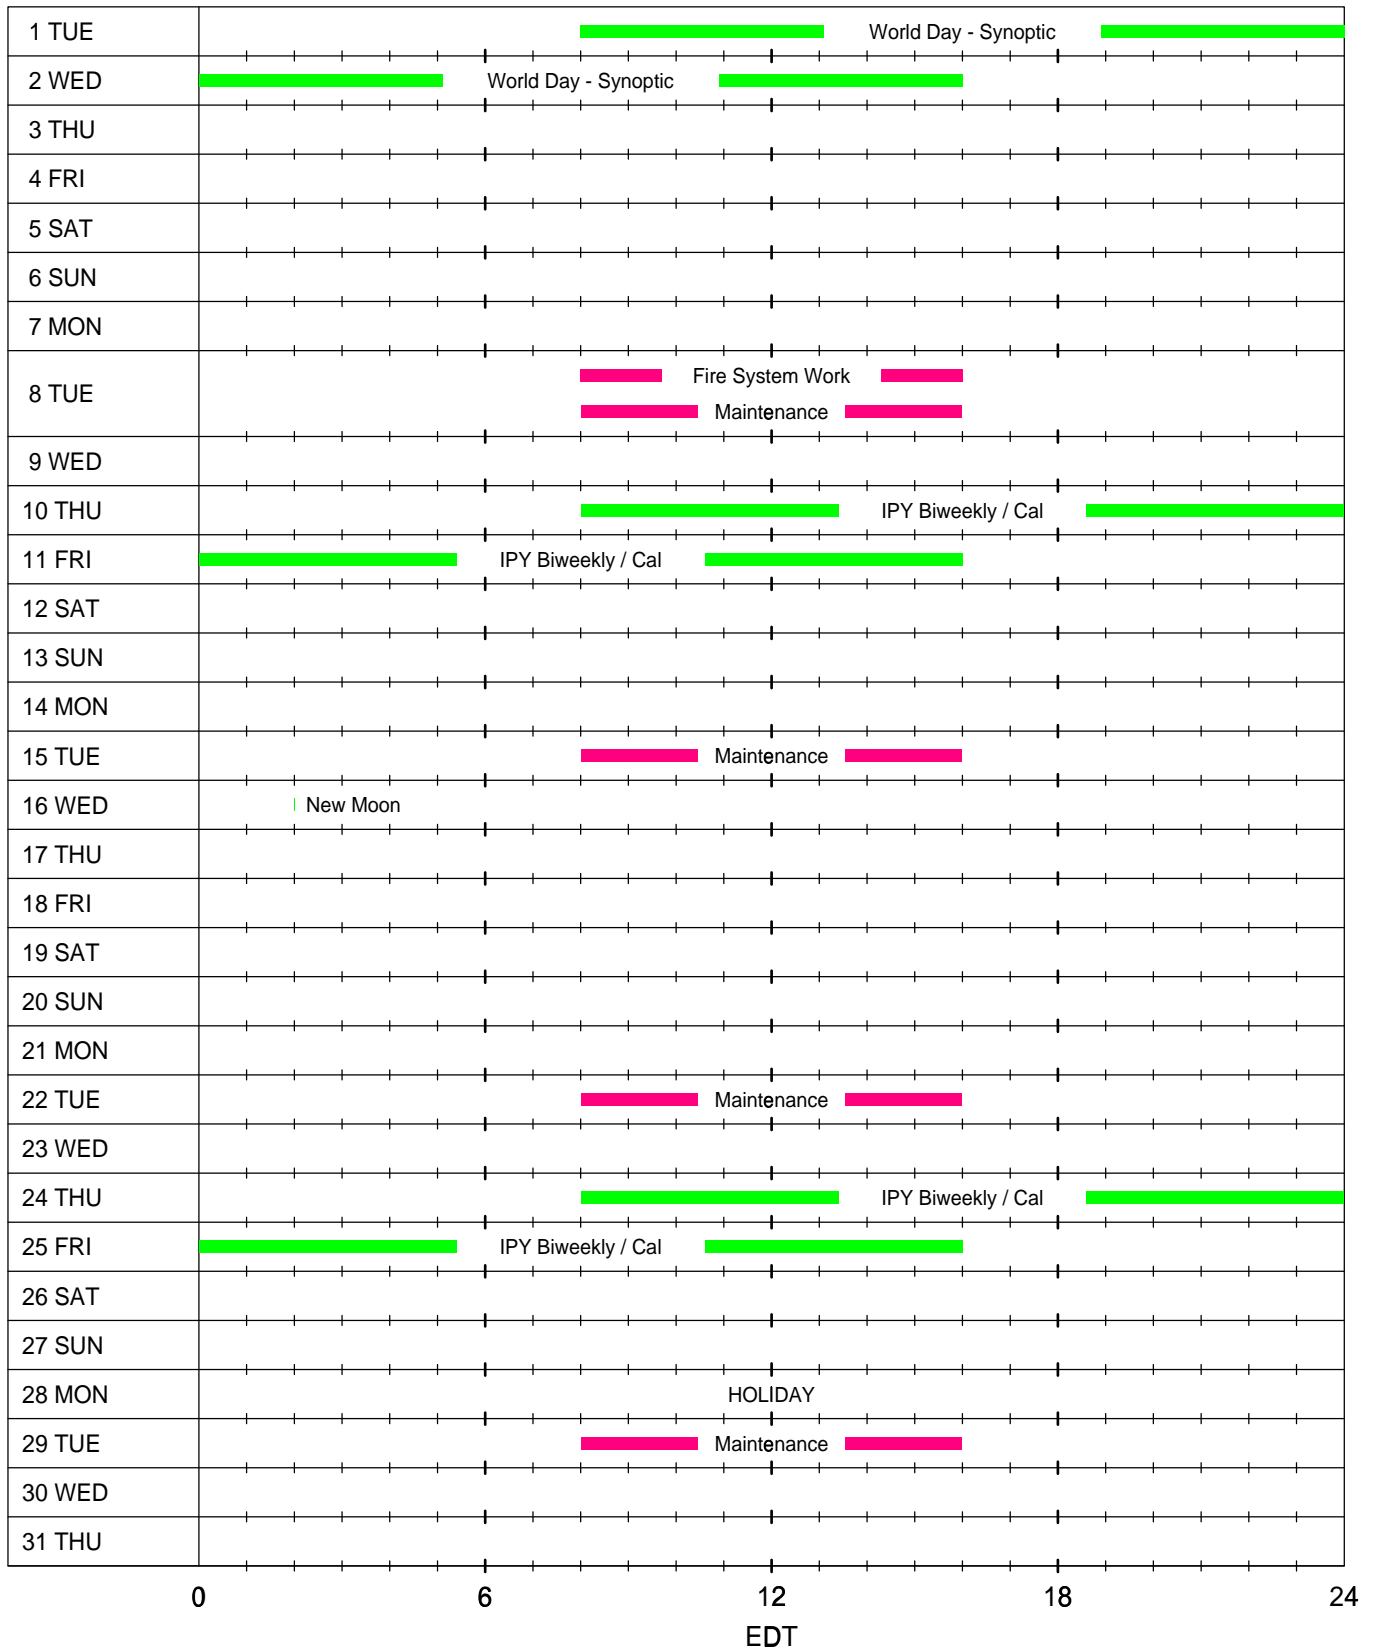 1 TUE World Day - Synoptic
2 WED World Day - Synoptic
3 THU
4 FRI
5 SAT
6 SUN
7 MON
8 TUE Fire System Work
Maintenance
9 WED
10 THU IPY Biweekly / Cal
11 FRI IPY Biweekly / Cal
12 SAT
13 SUN
14 MON
15 TUE Maintenance
16 WED New Moon
17 THU
18 FRI
19 SAT
20 SUN
21 MON
22 TUE Maintenance
23 WED
24 THU IPY Biweekly / Cal
25 FRI IPY Biweekly / Cal
26 SAT
27 SUN
28 MON HOLIDAY
29 TUE Maintenance
30 WED
31 THU
0 6 12 18 24
EDT